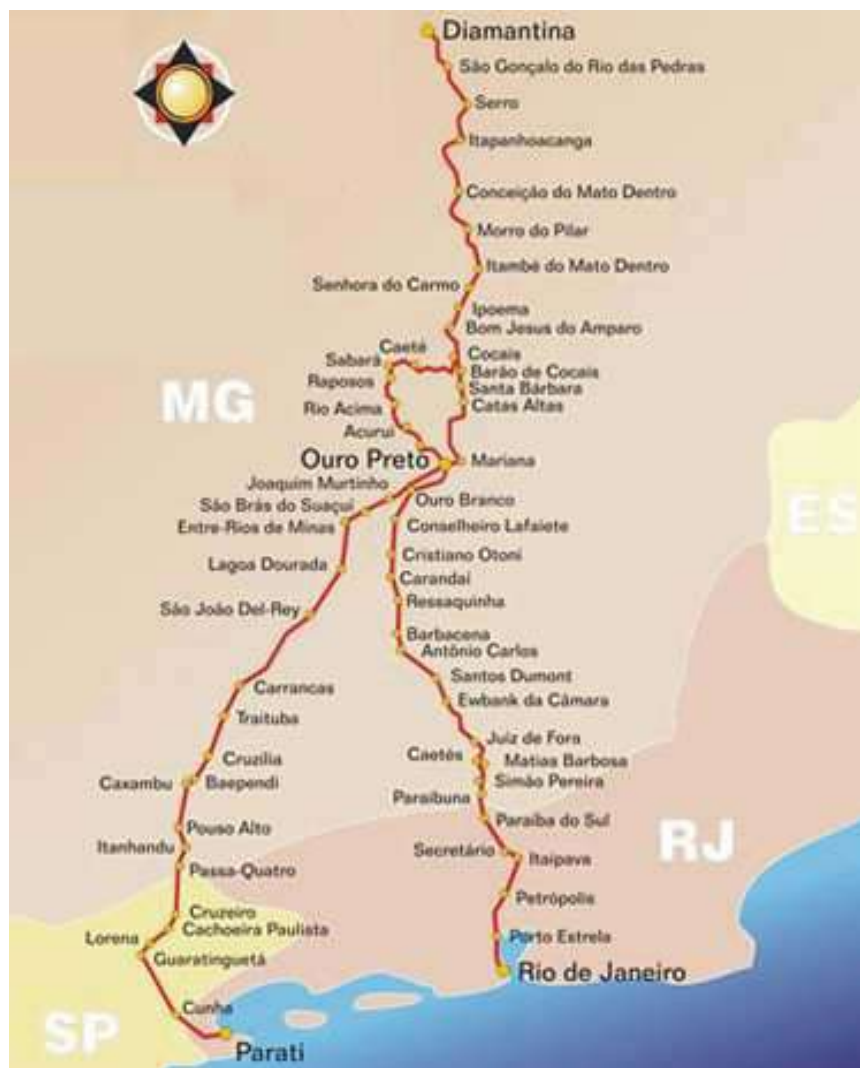 Diamantina
São Gonçalo do Rio das Pedras
Serro
Itapanhoacanga
Conceição do Mato Dentro
Morro do Pilar
Itambé do Mato Dentro
Senhora do Carmo
Ipoema
Bom Jesus do Amparo
Caeté
Cocais
Sabará
Barão de Cocais
Raposos
Santa Bárbara
MG
Rio Acima
Catas Altas
Acuruí
Ouro Preto
Mariana
Joaquim Murtinho
Ouro Branco
São Brás do Suaçuí
ES
Entre-Rios de Minas
Conselheiro Lafaiete
Cristiano Otoni
Lagoa Dourada
Carandaí
Ressaquinha
São João Del-Rey
Barbacena
Antônio Carlos
Santos Dumont
Carrancas
Ewbank da Câmara
Traituba
Juiz de Fora
Cruzília
Caetés
Matias Barbosa
Caxambu
Baependi
Simão Pereira
Paraibuna
Paraíba do Sul
Pouso Alto
RJ
Itanhandu
Secretário
Itaipava
Passa-Quatro
Petrópolis
Cruzeiro
Cachoeira Paulista
Lorena
Porto Estrela
Guaratinguetá
Rio de Janeiro
Cunha
SP
Parati